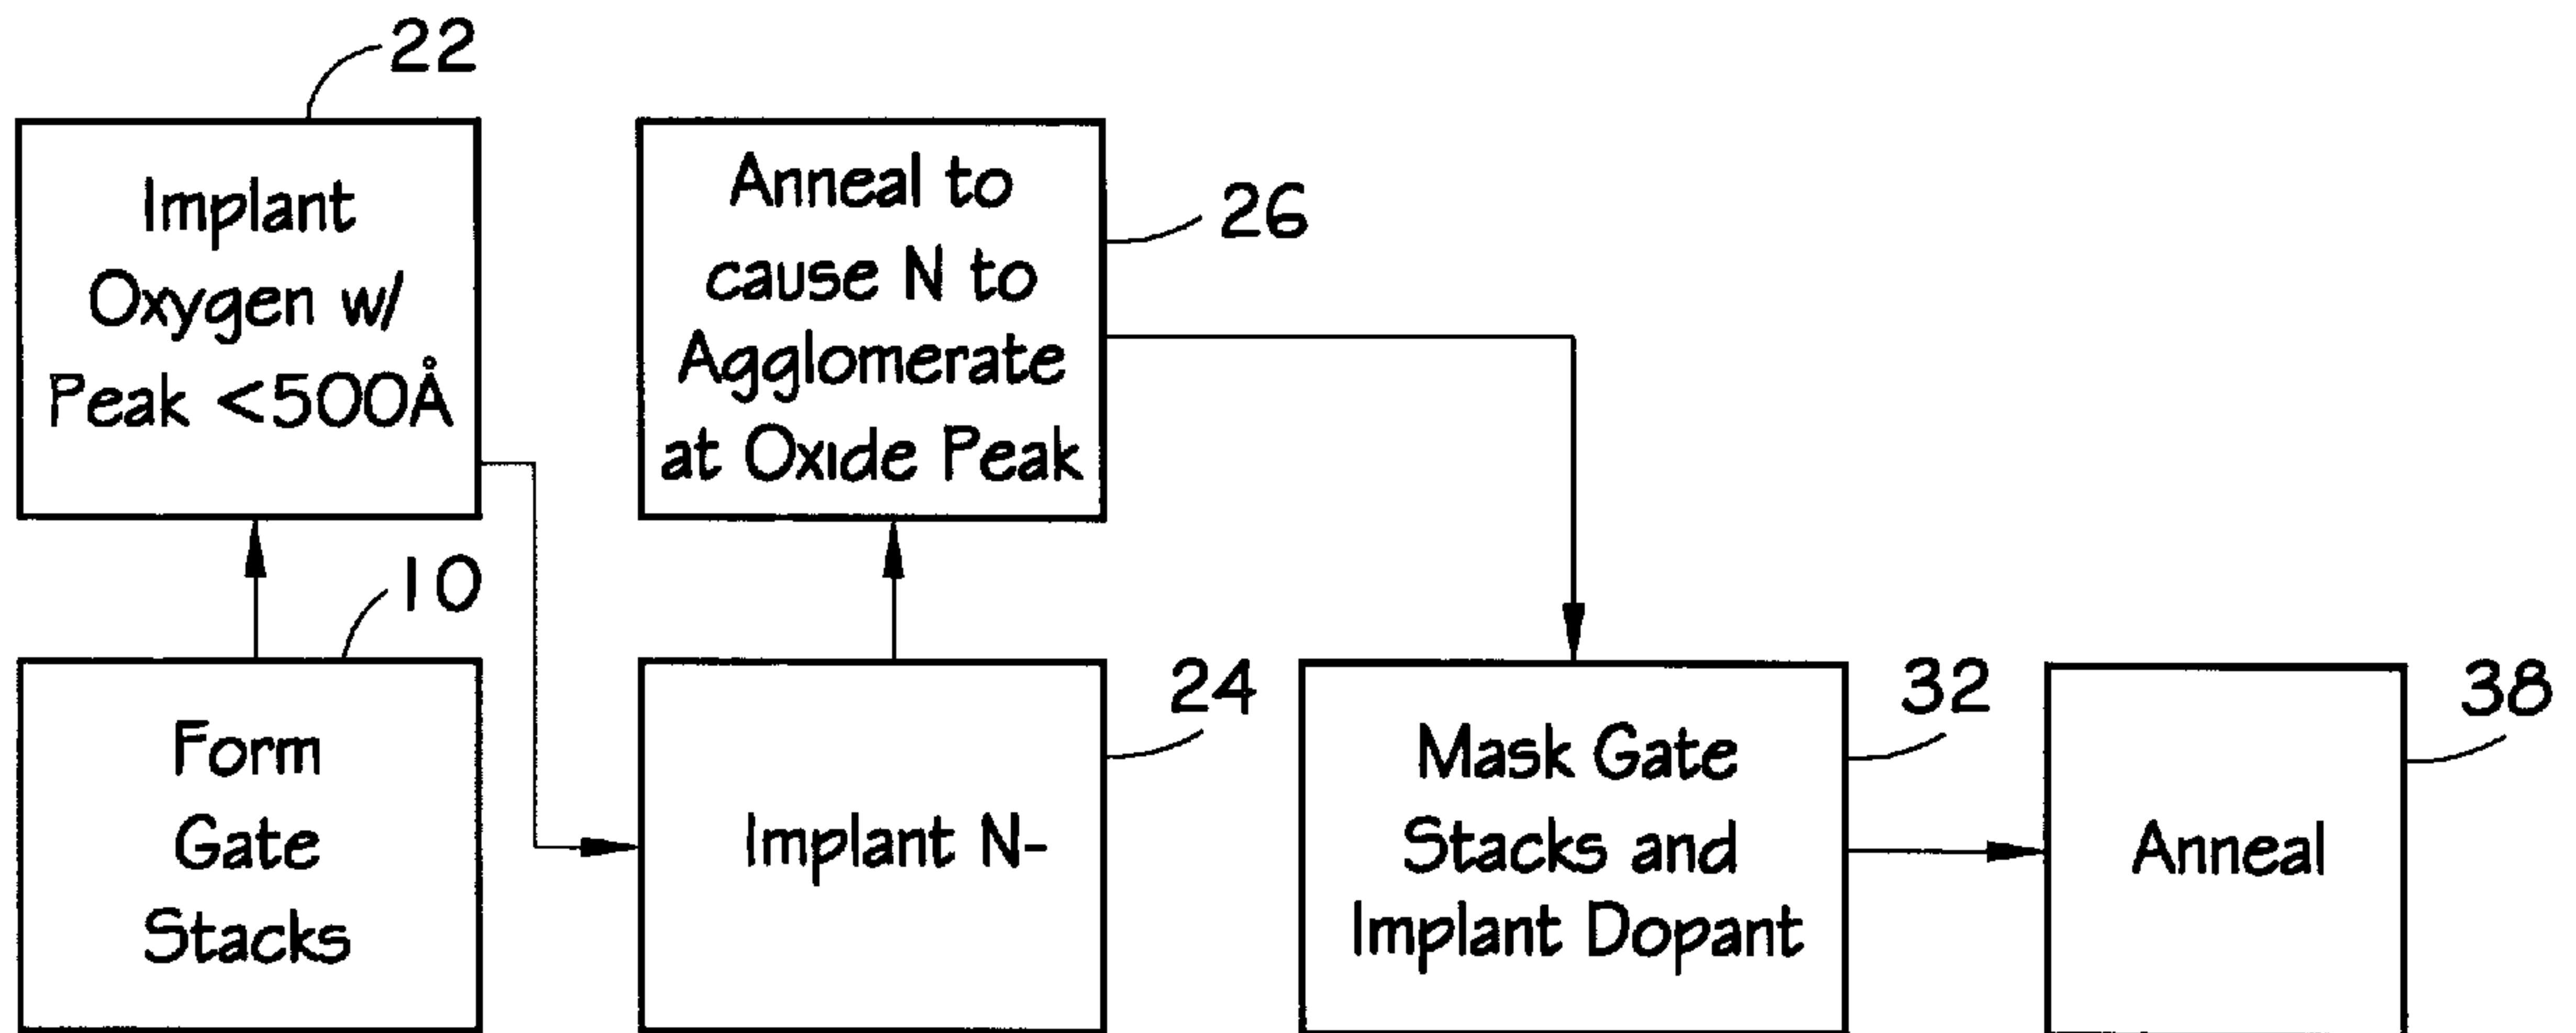 22
Implant
Oxygen w/
Peak <500Å
10
Form
Gate
Stacks
Anneal to
cause N to
Agglomerate
at Oxide Peak
26
Implant N-
24
Mask Gate
Stacks and
Implant Dopant
32
Anneal
38